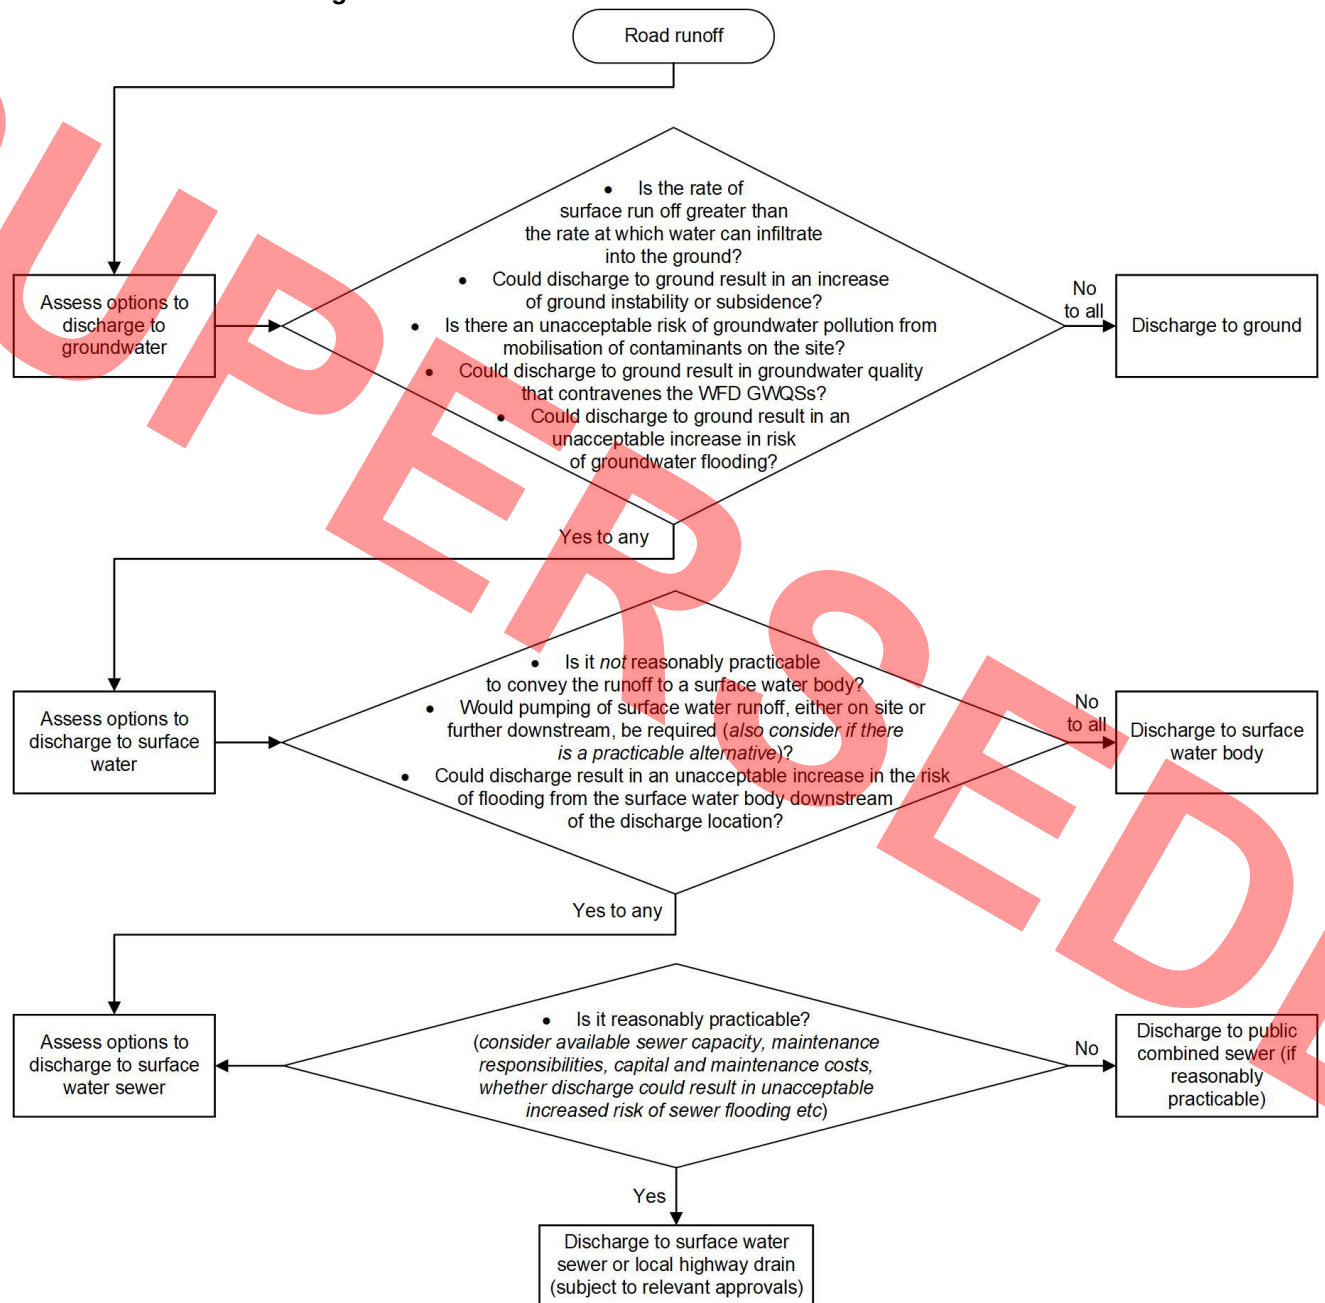 Road runoff
• Is the rate of
surface run off greater than
the rate at which water can infiltrate
into the ground?
• Could discharge to ground result in an increase
of ground instability or subsidence?
• Is there an unacceptable risk of groundwater pollution from
mobilisation of contaminants on the site?
• Could discharge to ground result in groundwater quality
that contravenes the WFD GWQSs?
• Could discharge to ground result in an
unacceptable increase in risk
of groundwater flooding?
Assess options to
discharge to
groundwater
No
to all
Discharge to ground
Yes to any
Assess options to
discharge to surface
water
• Is it not reasonably practicable
to convey the runoff to a surface water body?
• Would pumping of surface water runoff, either on site or
further downstream, be required (also consider if there
is a practicable alternative)?
• Could discharge result in an unacceptable increase in the risk
of flooding from the surface water body downstream
of the discharge location?
No
to all
Discharge to surface
water body
Yes to any
Assess options to
discharge to surface
water sewer
• Is it reasonably practicable?
(consider available sewer capacity, maintenance
responsibilities, capital and maintenance costs,
whether discharge could result in unacceptable
increased risk of sewer flooding etc)
No
Discharge to public
combined sewer (if
reasonably
practicable)
Yes
Discharge to surface water
sewer or local highway drain
(subject to relevant approvals)
UPERSED